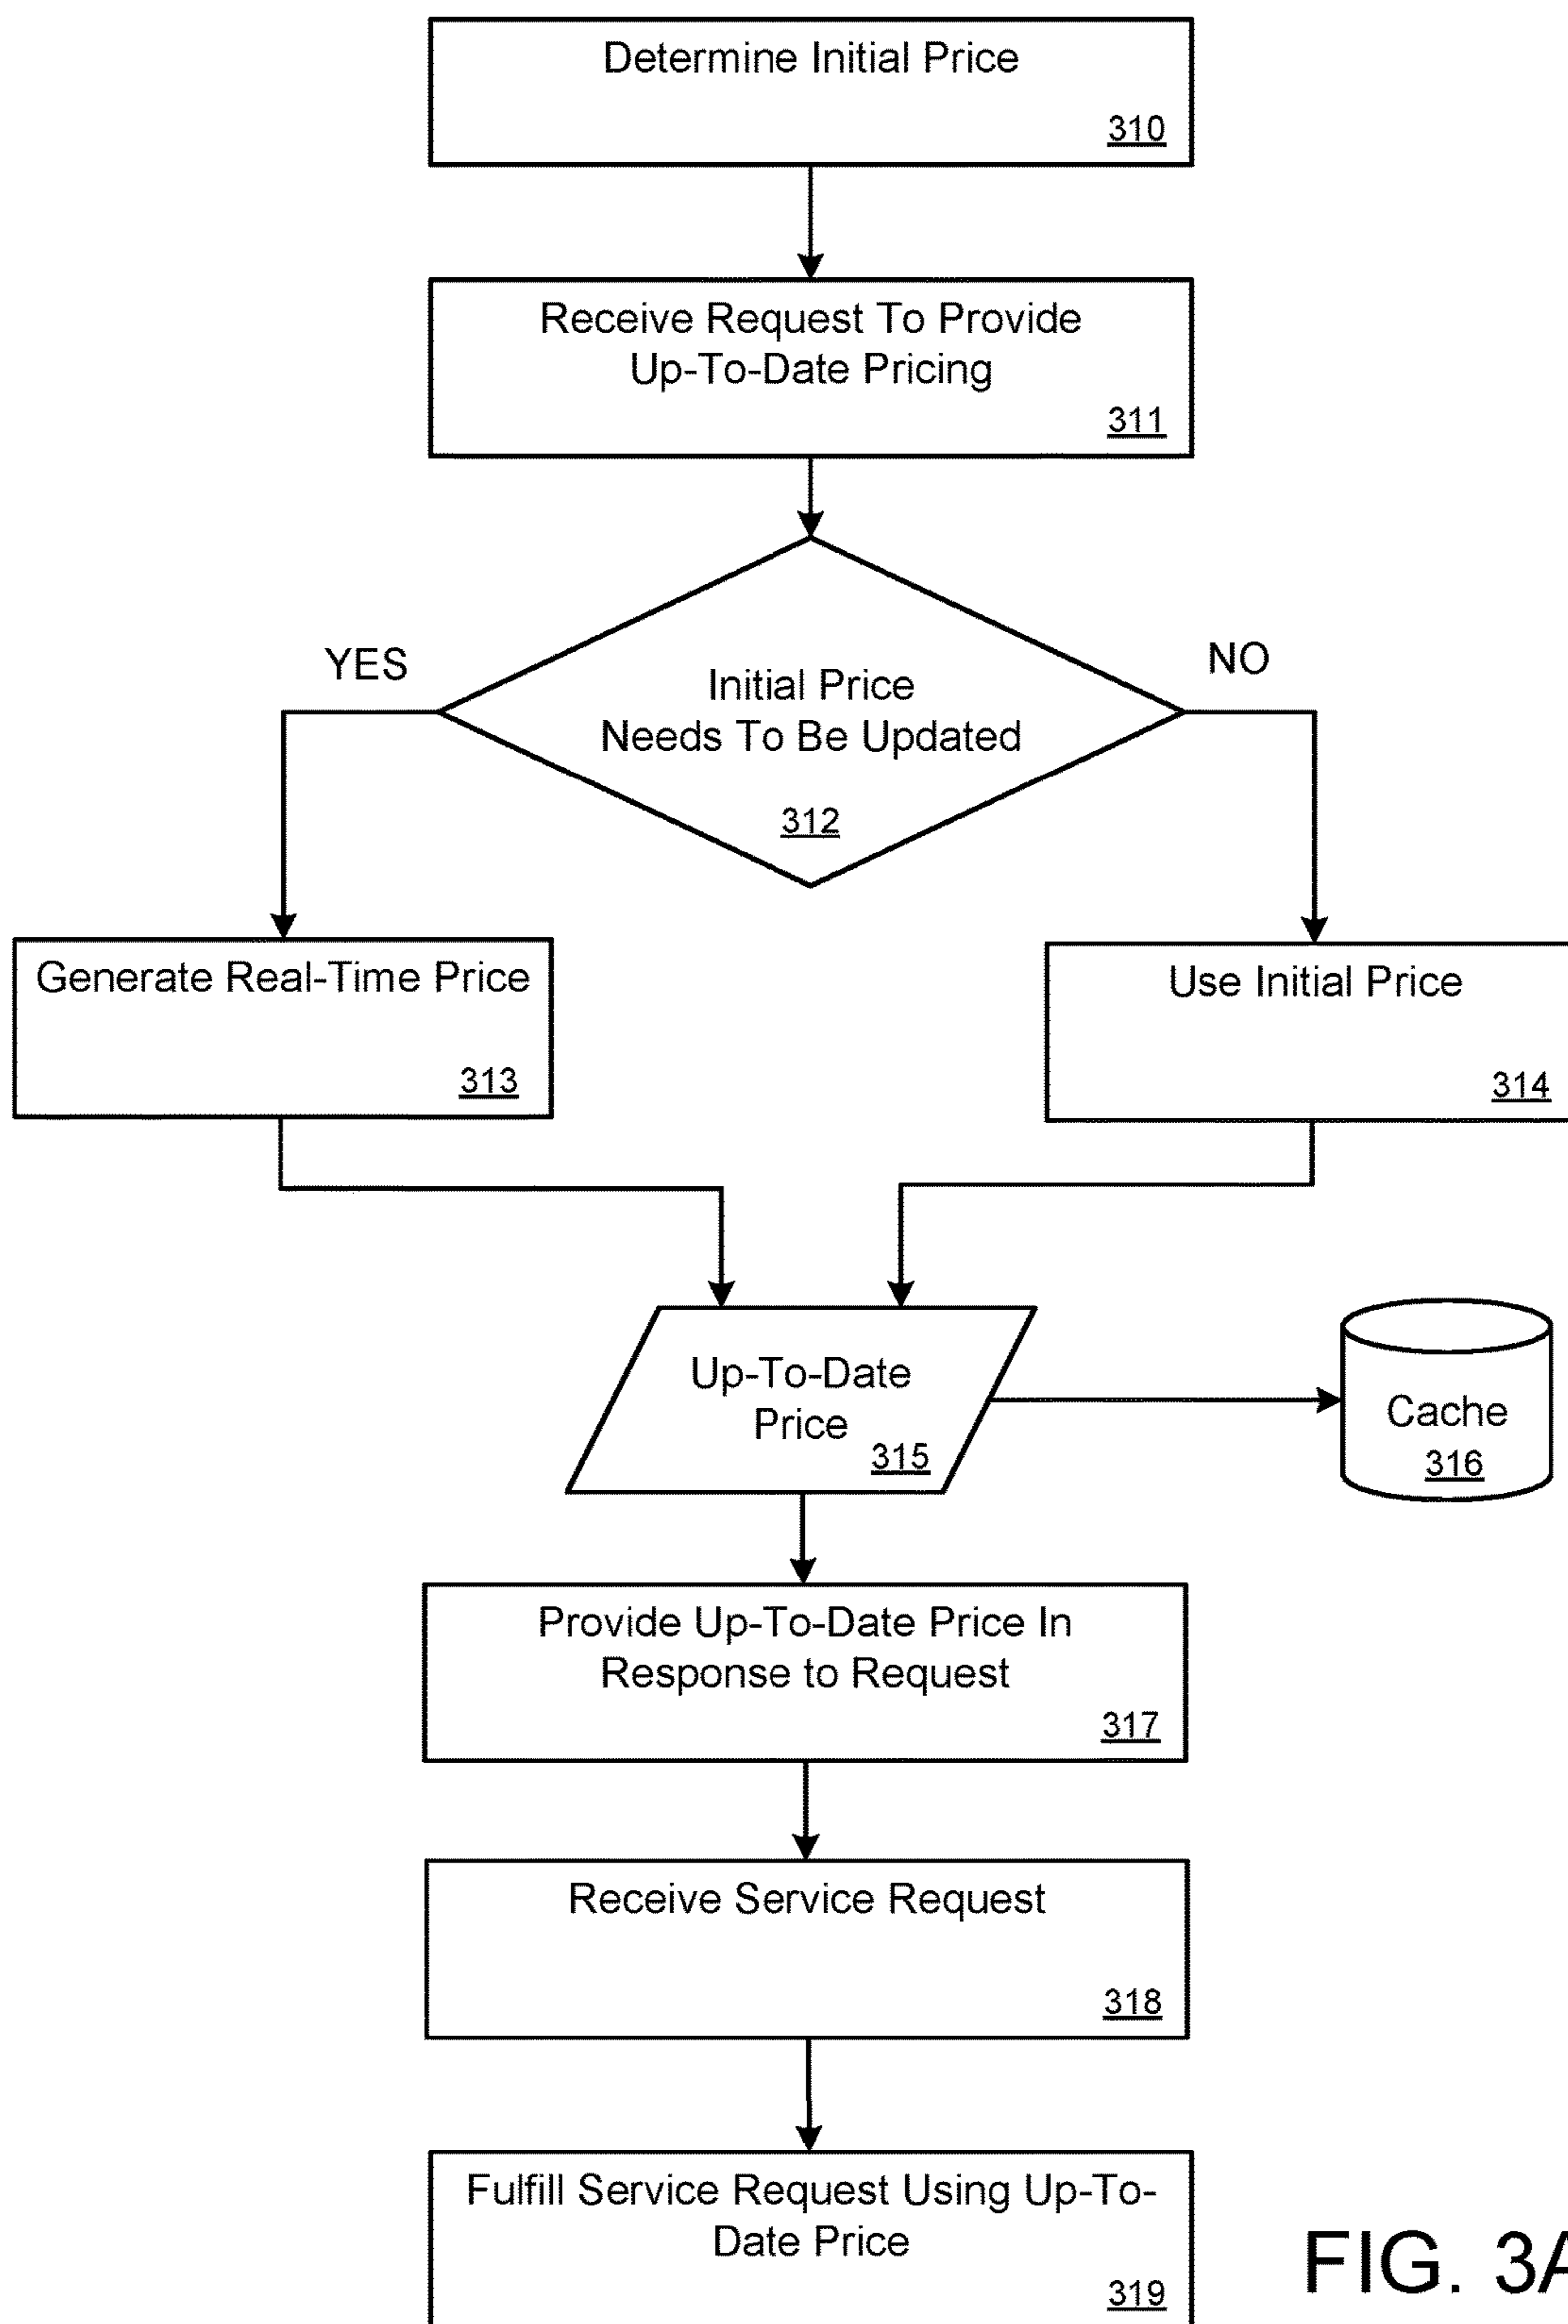 Determine Initial Price
310
Receive Request To Provide
Up-To-Date Pricing
311
YES
NO
Initial Price
Needs To Be Updated
312
Generate Real-Time Price
313
Use Initial Price
314
Up-To-Date
Price
315
Cache
316
Provide Up-To-Date Price In
Response to Request
317
Receive Service Request
318
Fulfill Service Request Using Up-To-
Date Price
319
FIG. 3A